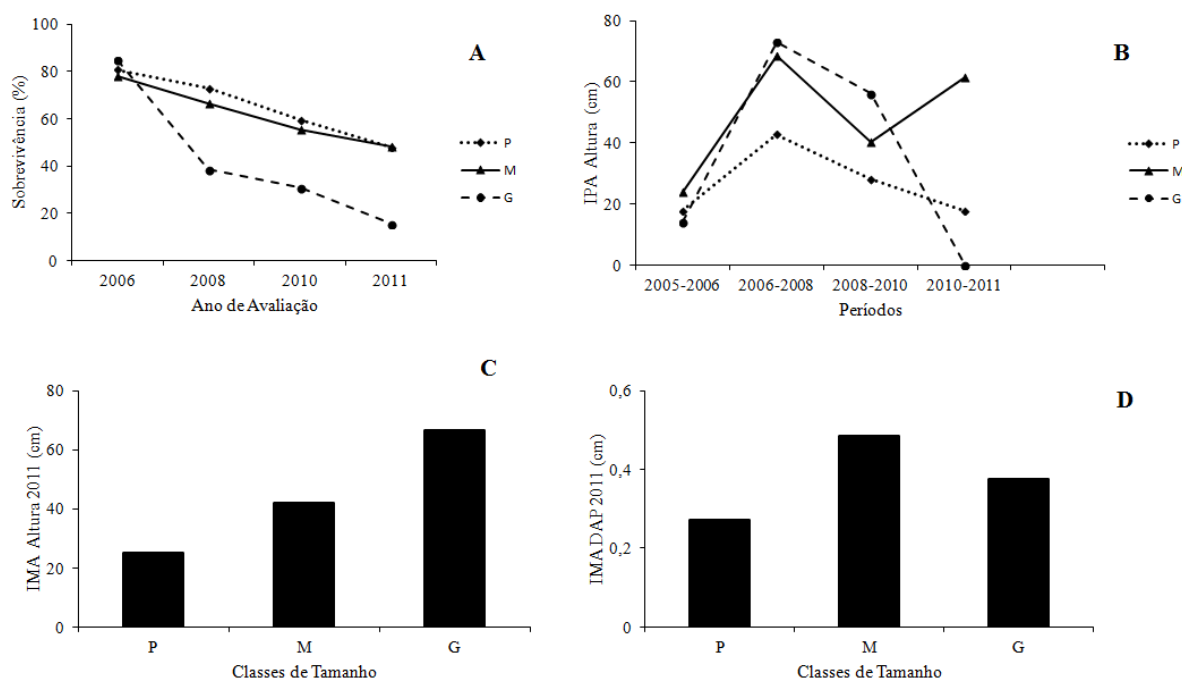 A
Sobrevivência (%)
100
80
60
40
20
0
2006 2008 2010 2011
Ano de Avaliação
P
M
G
B
IPA Altura (cm)
80
60
40
20
0
2005-2006 2006-2008 2008-2010 2010-2011
Períodos
P
M
G
C
IMA Altura 2011 (cm)
80
60
40
20
0
P M G
Classes de Tamanho
D
IMA DAP 2011 (cm)
0,6
0,4
0,2
0
P M G
Classes de Tamanho